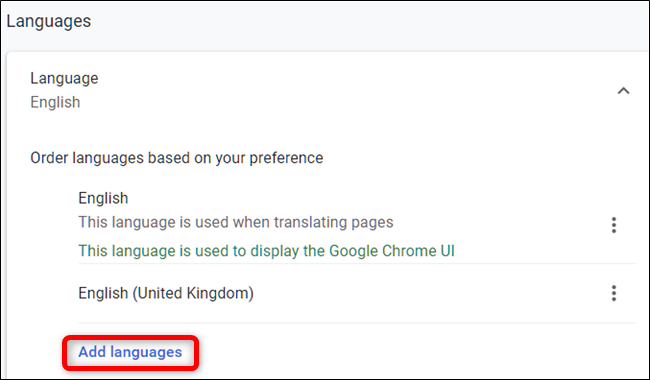 Languages
Language
English
Order languages based on your preference
English
This language is used when translating pages
This language is used to display the Google Chrome UI
English (United Kingdom)
Add languages